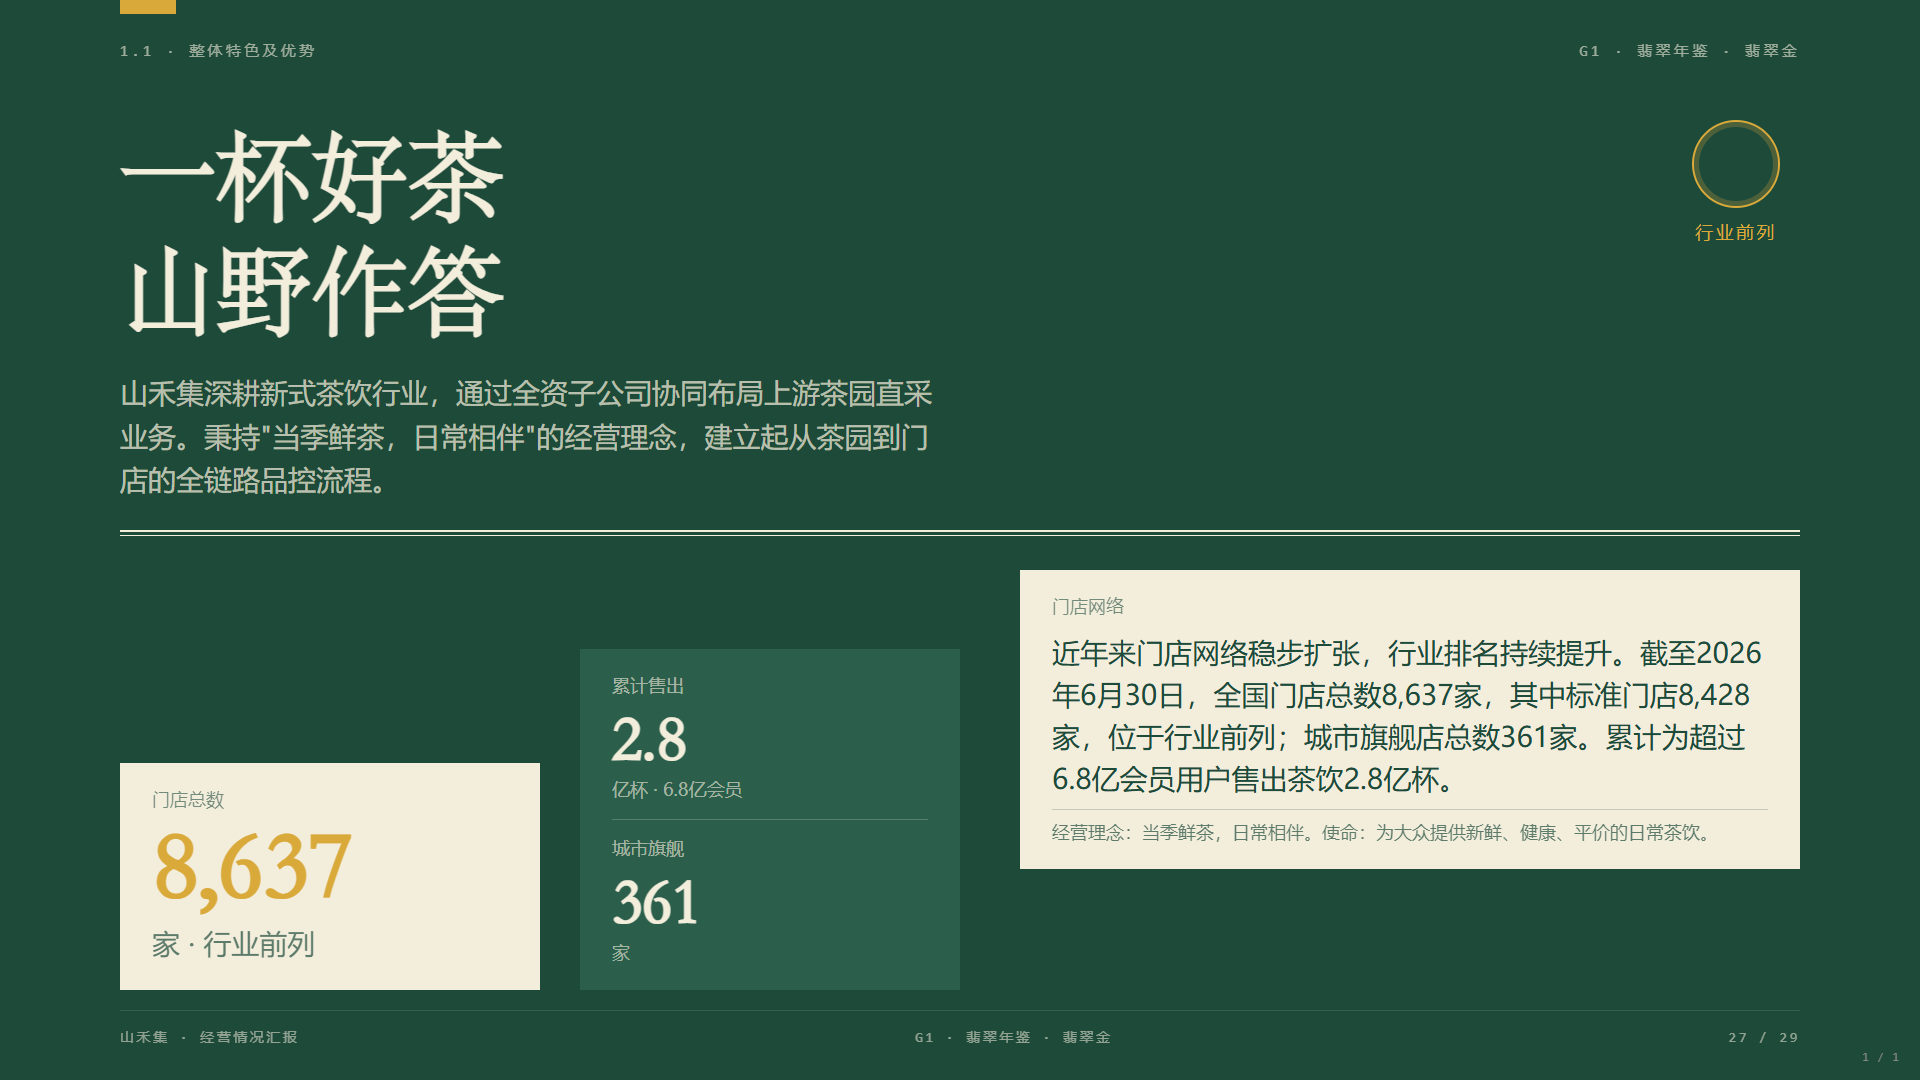 1.1 · 整体特色及优势
G1 · 翡翠年鉴 · 翡翠金
一杯好茶
山野作答
行业前列
山禾集深耕新式茶饮行业，通过全资子公司协同布局上游茶园直采
业务。秉持"当季鲜茶，日常相伴"的经营理念，建立起从茶园到门
店的全链路品控流程。
门店总数
8,637
家 · 行业前列
累计售出
2.8
亿杯 · 6.8亿会员
城市旗舰
361
家
门店网络
近年来门店网络稳步扩张，行业排名持续提升。截至2026
年6月30日，全国门店总数8,637家，其中标准门店8,428
家，位于行业前列；城市旗舰店总数361家。累计为超过
6.8亿会员用户售出茶饮2.8亿杯。
经营理念：当季鲜茶，日常相伴。使命：为大众提供新鲜、健康、平价的日常茶饮。
山禾集 · 经营情况汇报
G1 · 翡翠年鉴 · 翡翠金
27 / 29
1 / 1